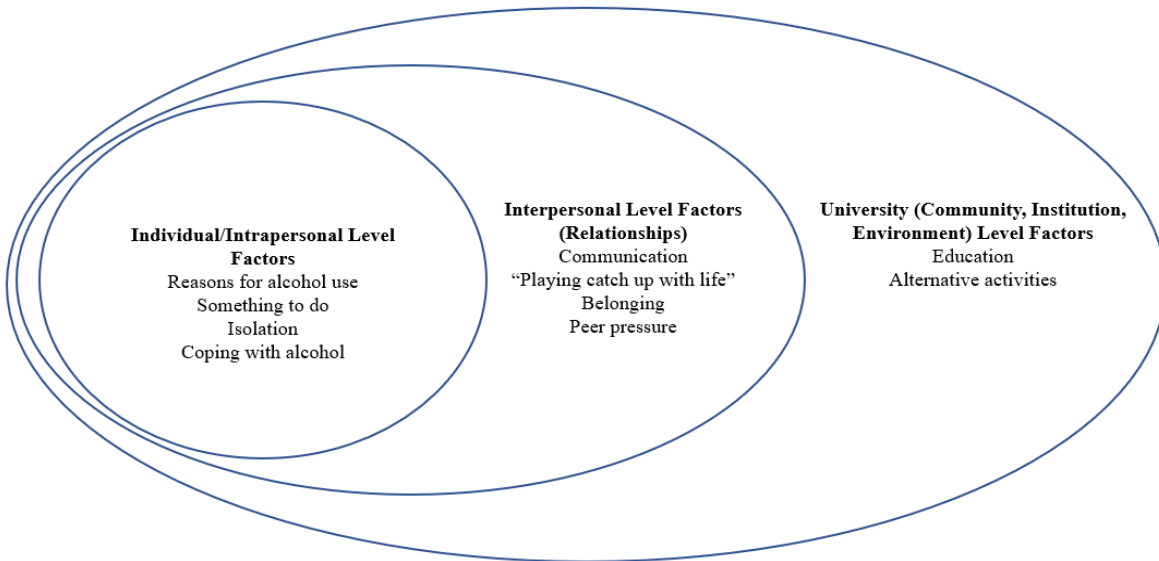 Individual/Intrapersonal Level
Factors
Reasons for alcohol use
Something to do
Isolation
Coping with alcohol
Interpersonal Level Factors
(Relationships)
Communication
“Playing catch up with life”
Belonging
Peer pressure
University (Community, Institution,
Environment) Level Factors
Education
Alternative activities